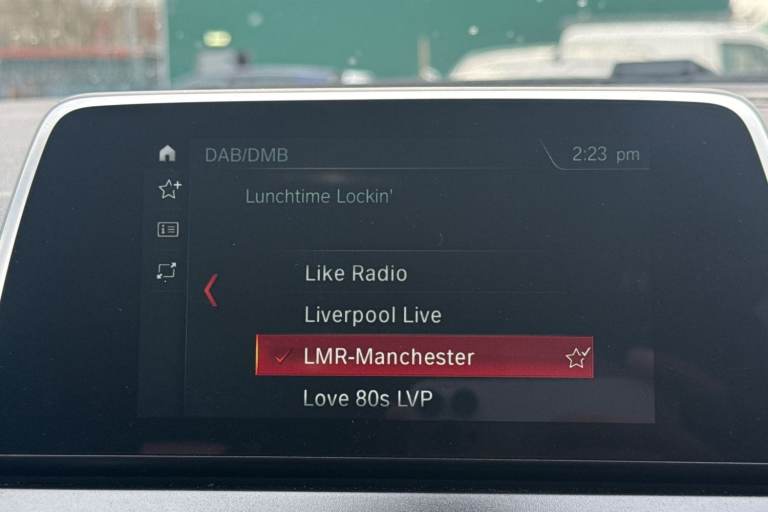 DAB/DMB
2:23 pm
Lunchtime Lockin'
Like Radio
Liverpool Live
LMR-Manchester
Love 80s LVP